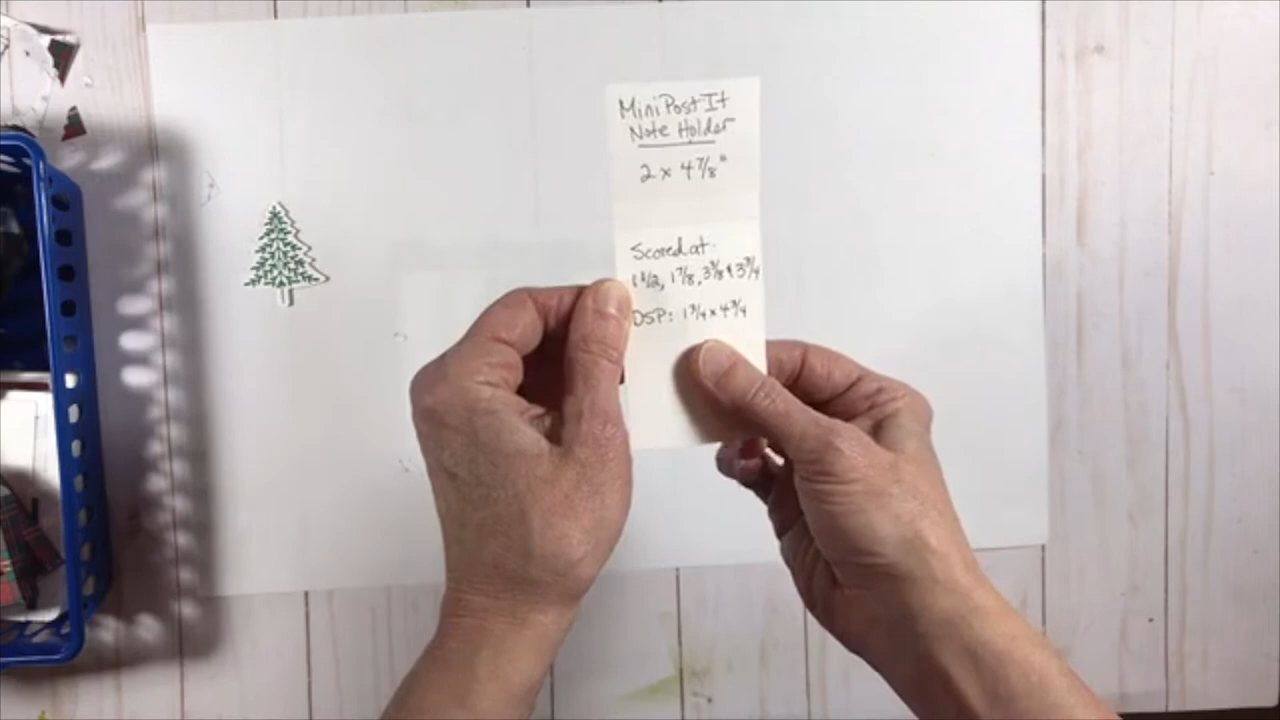 Mini Post It
Note Holder
2 x 4 7/8"
Scored at.
1 1/2, 1 7/8, 3 3/8 & 3 3/4
DSP: 1 3/4 x 4 3/4